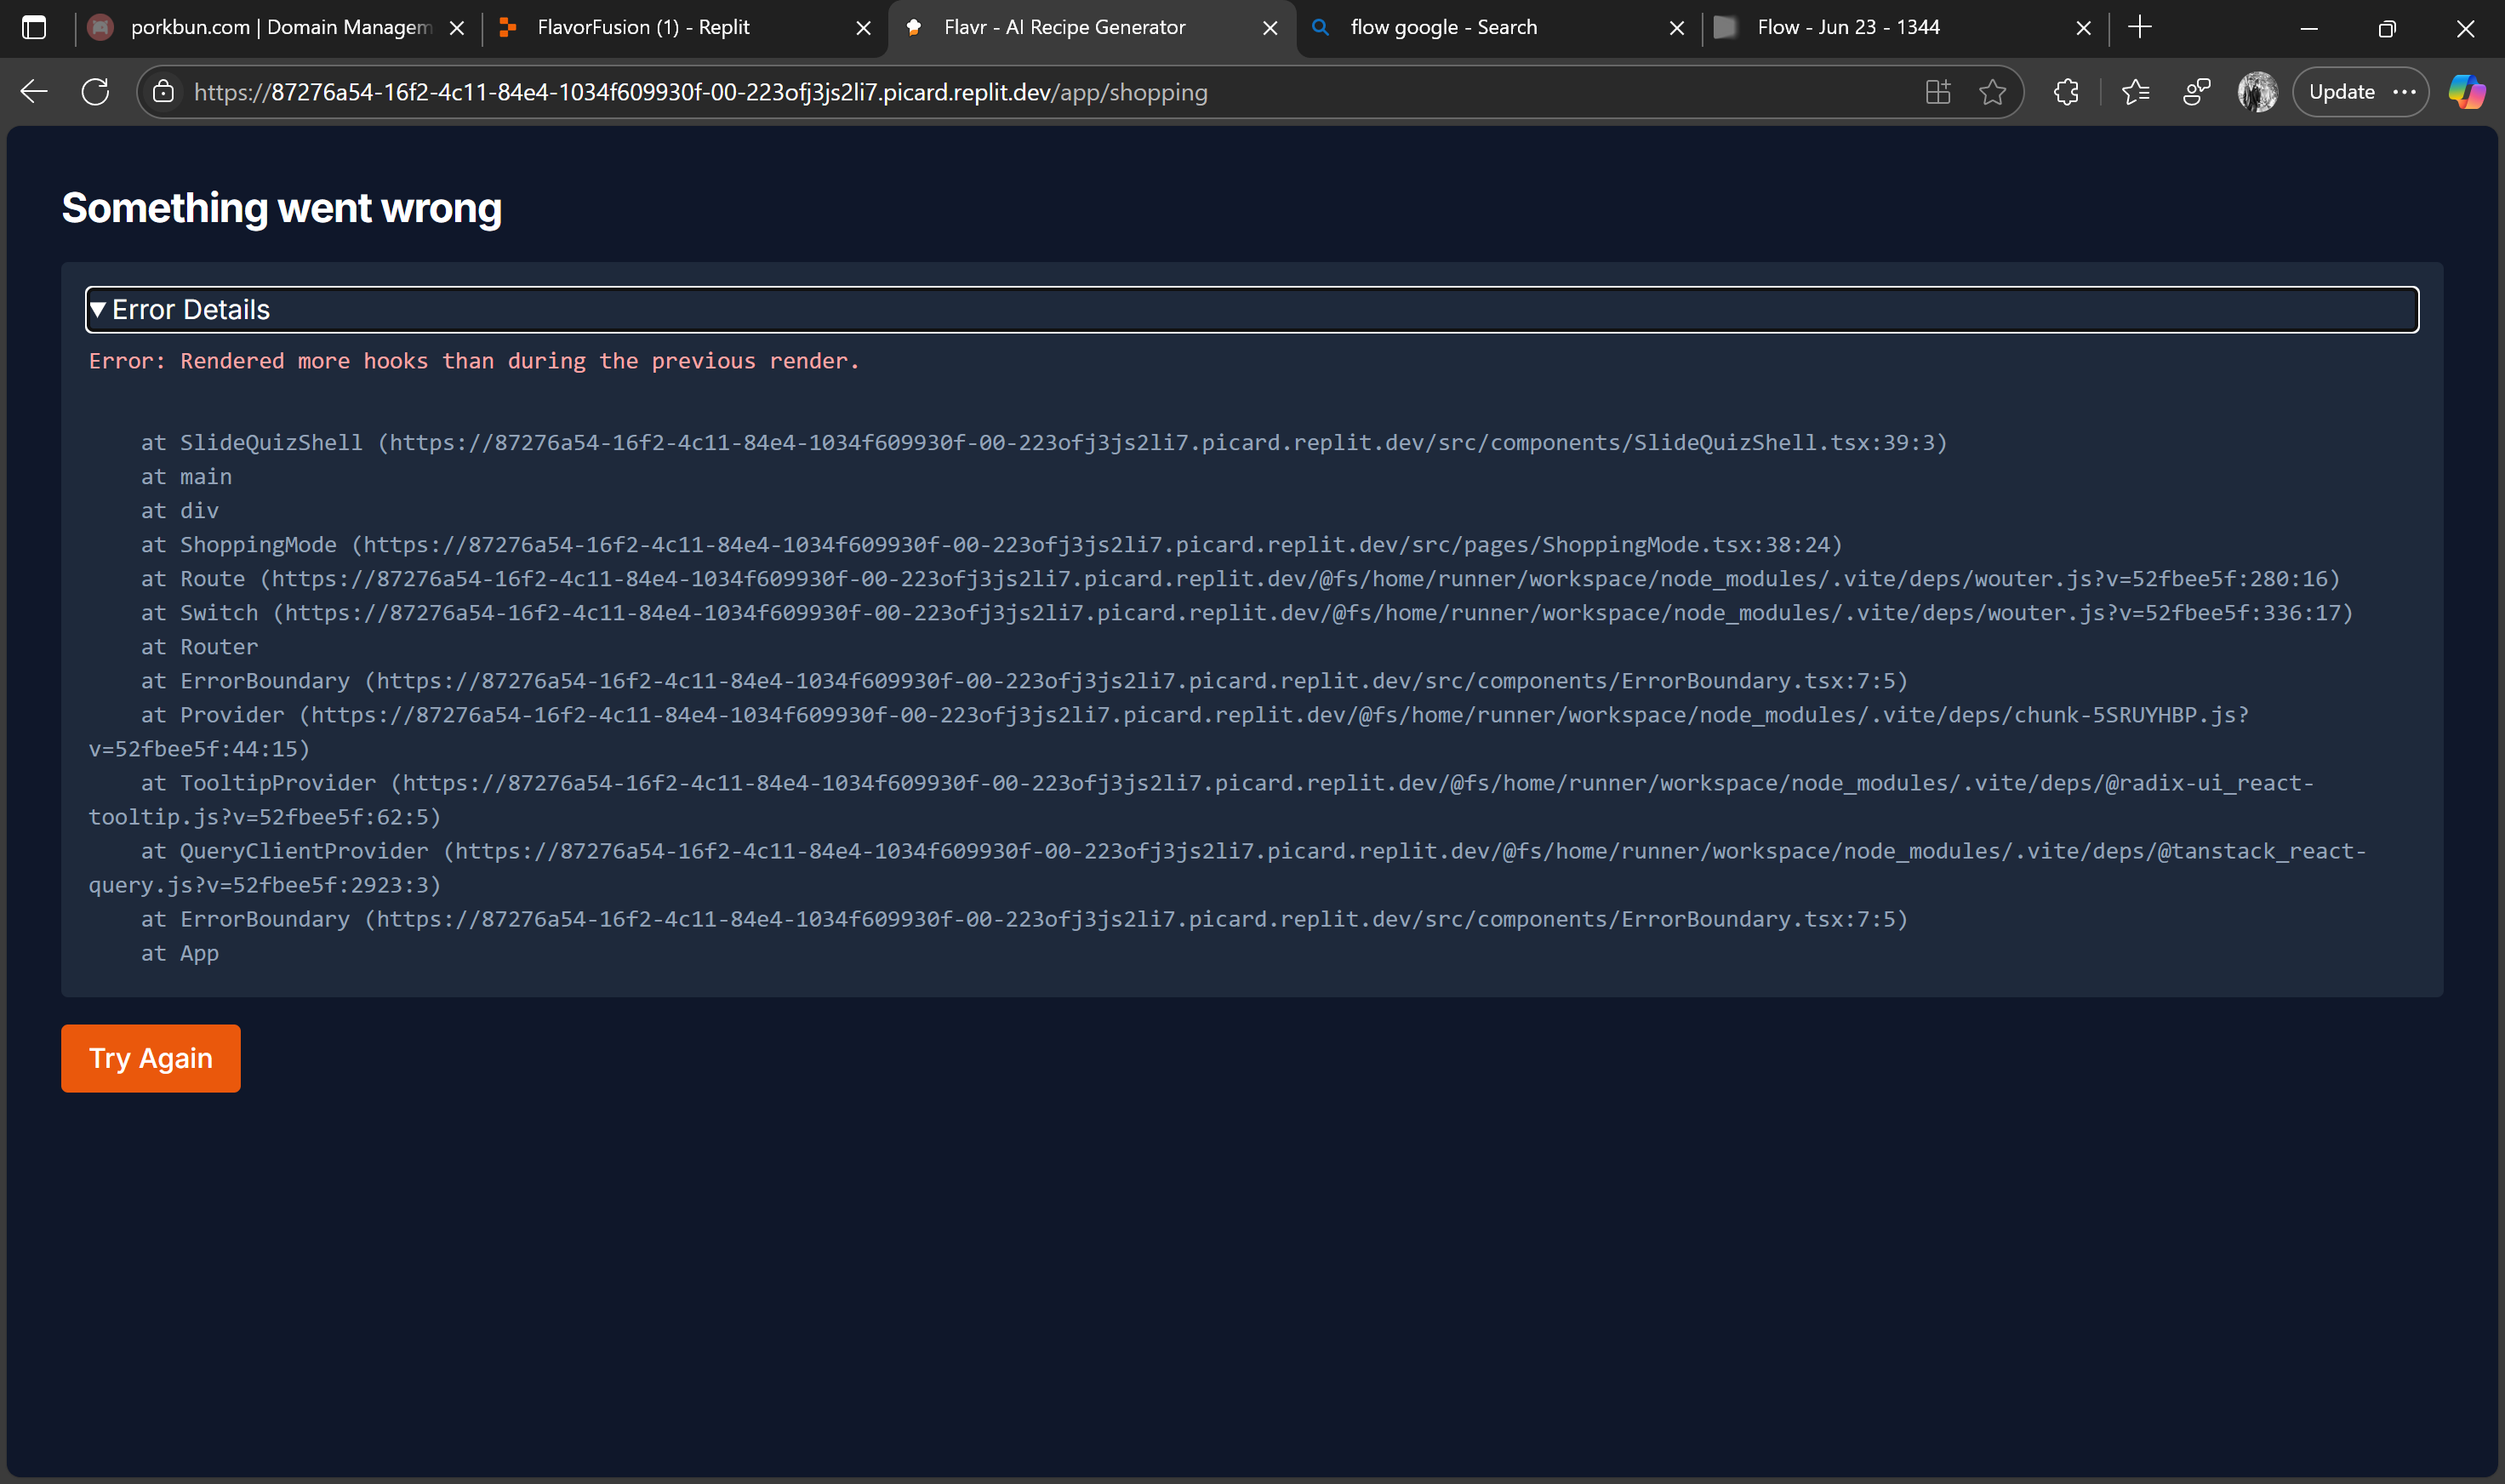 porkbun.com | Domain Managem
FlavorFusion (1) - Replit
Flavr - AI Recipe Generator
flow google - Search
Flow - Jun 23 - 1344
https://87276a54-16f2-4c11-84e4-1034f609930f-00-223ofj3js2li7.picard.replit.dev/app/shopping
Update
Something went wrong
Error Details
Error: Rendered more hooks than during the previous render.
at SlideQuizShell (https://87276a54-16f2-4c11-84e4-1034f609930f-00-223ofj3js2li7.picard.replit.dev/src/components/SlideQuizShell.tsx:39:3)
at main
at div
at ShoppingMode (https://87276a54-16f2-4c11-84e4-1034f609930f-00-223ofj3js2li7.picard.replit.dev/src/pages/ShoppingMode.tsx:38:24)
at Route (https://87276a54-16f2-4c11-84e4-1034f609930f-00-223ofj3js2li7.picard.replit.dev/@fs/home/runner/workspace/node_modules/.vite/deps/wouter.js?v=52fbee5f:280:16)
at Switch (https://87276a54-16f2-4c11-84e4-1034f609930f-00-223ofj3js2li7.picard.replit.dev/@fs/home/runner/workspace/node_modules/.vite/deps/wouter.js?v=52fbee5f:336:17)
at Router
at ErrorBoundary (https://87276a54-16f2-4c11-84e4-1034f609930f-00-223ofj3js2li7.picard.replit.dev/src/components/ErrorBoundary.tsx:7:5)
at Provider (https://87276a54-16f2-4c11-84e4-1034f609930f-00-223ofj3js2li7.picard.replit.dev/@fs/home/runner/workspace/node_modules/.vite/deps/chunk-5SRUYHBP.js?
v=52fbee5f:44:15)
at TooltipProvider (https://87276a54-16f2-4c11-84e4-1034f609930f-00-223ofj3js2li7.picard.replit.dev/@fs/home/runner/workspace/node_modules/.vite/deps/@radix-ui_react-
tooltip.js?v=52fbee5f:62:5)
at QueryClientProvider (https://87276a54-16f2-4c11-84e4-1034f609930f-00-223ofj3js2li7.picard.replit.dev/@fs/home/runner/workspace/node_modules/.vite/deps/@tanstack_react-
query.js?v=52fbee5f:2923:3)
at ErrorBoundary (https://87276a54-16f2-4c11-84e4-1034f609930f-00-223ofj3js2li7.picard.replit.dev/src/components/ErrorBoundary.tsx:7:5)
at App
Try Again